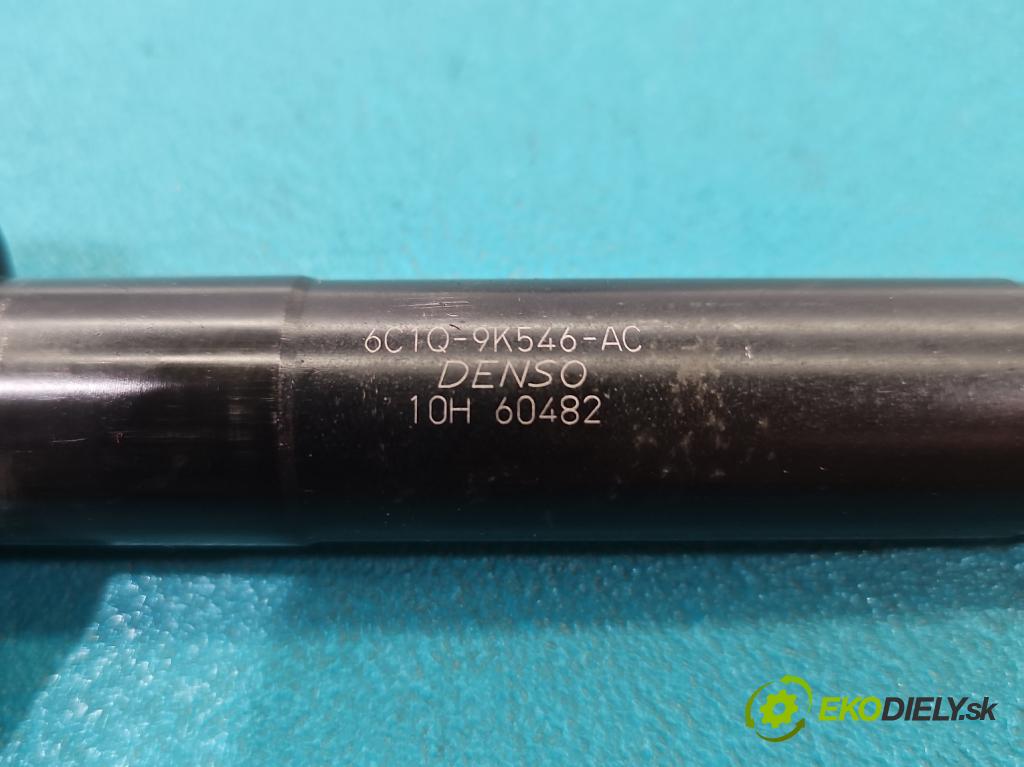 6C1Q-9K546-AC
DENSO
10H 60482
EKODIELY.sk